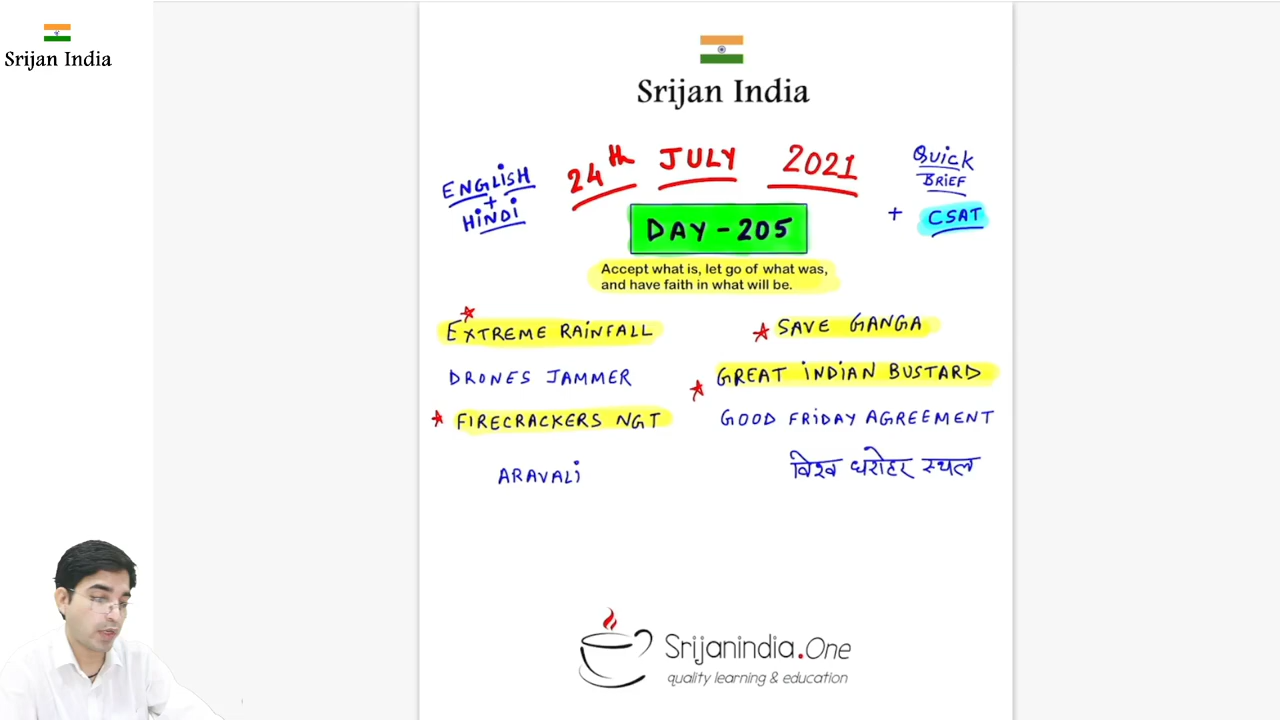 Srijan India
Srijan India
ENGLISH
+
HINDI
24th JULY 2021
QUICK
BRIEF
+ CSAT
DAY - 205
Accept what is, let go of what was,
and have faith in what will be.
EXTREME RAINFALL
SAVE GANGA
DRONES JAMMER
GREAT INDIAN BUSTARD
FIRECRACKERS NGT
GOOD FRIDAY AGREEMENT
ARAVALI
विश्व धरोहर स्थल
Srijanindia.One
quality learning & education